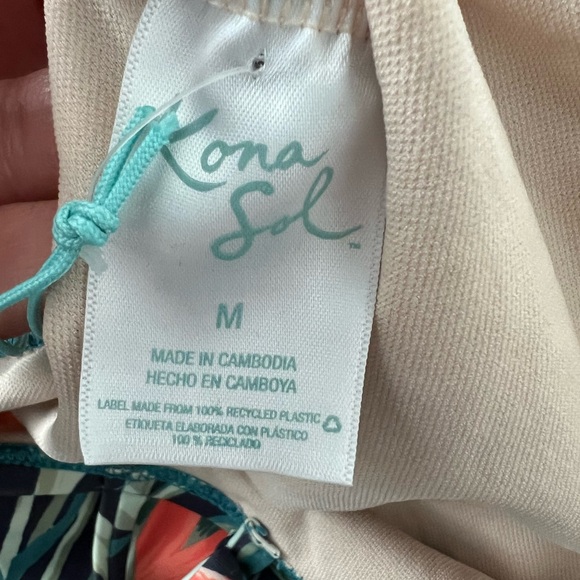 Kona
Sol™
M
MADE IN CAMBODIA
HECHO EN CAMBOYA
LABEL MADE FROM 100% RECYCLED PLASTIC
ETIQUETA ELABORADA CON PLÁSTICO
100 % RECICLADO